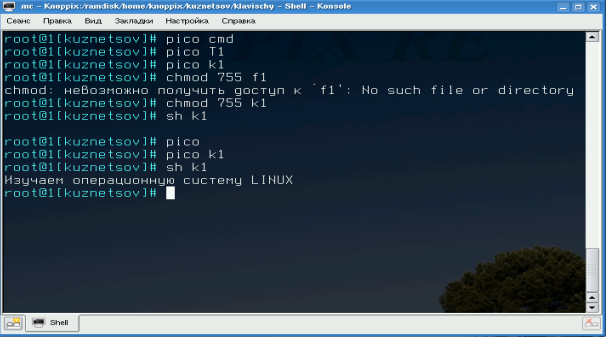 mc - Knoppix:/ramdisk/home/knoppix/kuznetsov/klavischy - Shell - Konsole
Сеанс Правка Вид Закладки Настройка Справка
root@1[kuznetsov]# pico cmd
root@1[kuznetsov]# pico T1
root@1[kuznetsov]# pico k1
root@1[kuznetsov]# chmod 755 f1
chmod: невозможно получить доступ к `f1': No such file or directory
root@1[kuznetsov]# chmod 755 k1
root@1[kuznetsov]# sh k1
root@1[kuznetsov]# pico
root@1[kuznetsov]# pico k1
root@1[kuznetsov]# sh k1
Изучаем операционную систему LINUX
root@1[kuznetsov]#
Shell